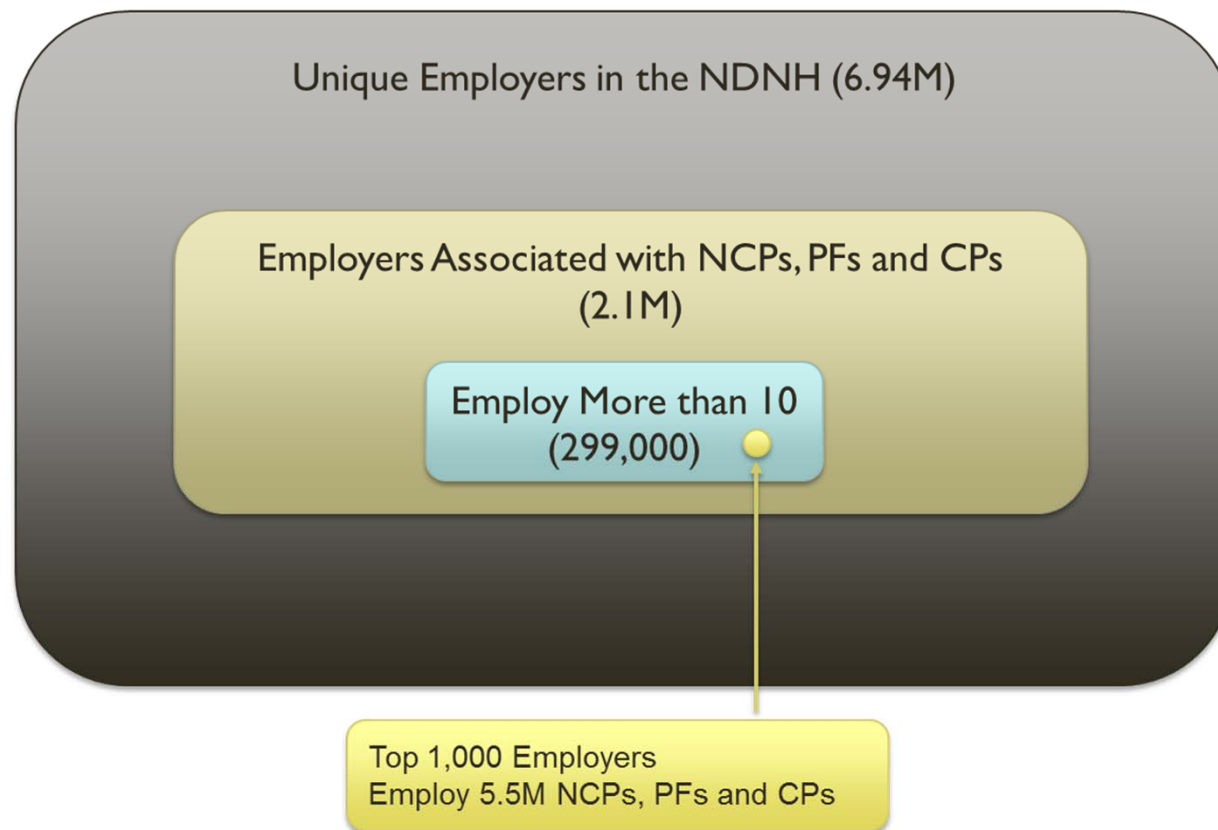 Unique Employers in the NDNH (6.94M)
Employers Associated with NCPs, PFs and CPs
(2.1M)
Employ More than 10
(299,000)
Top 1,000 Employers
Employ 5.5M NCPs, PFs and CPs